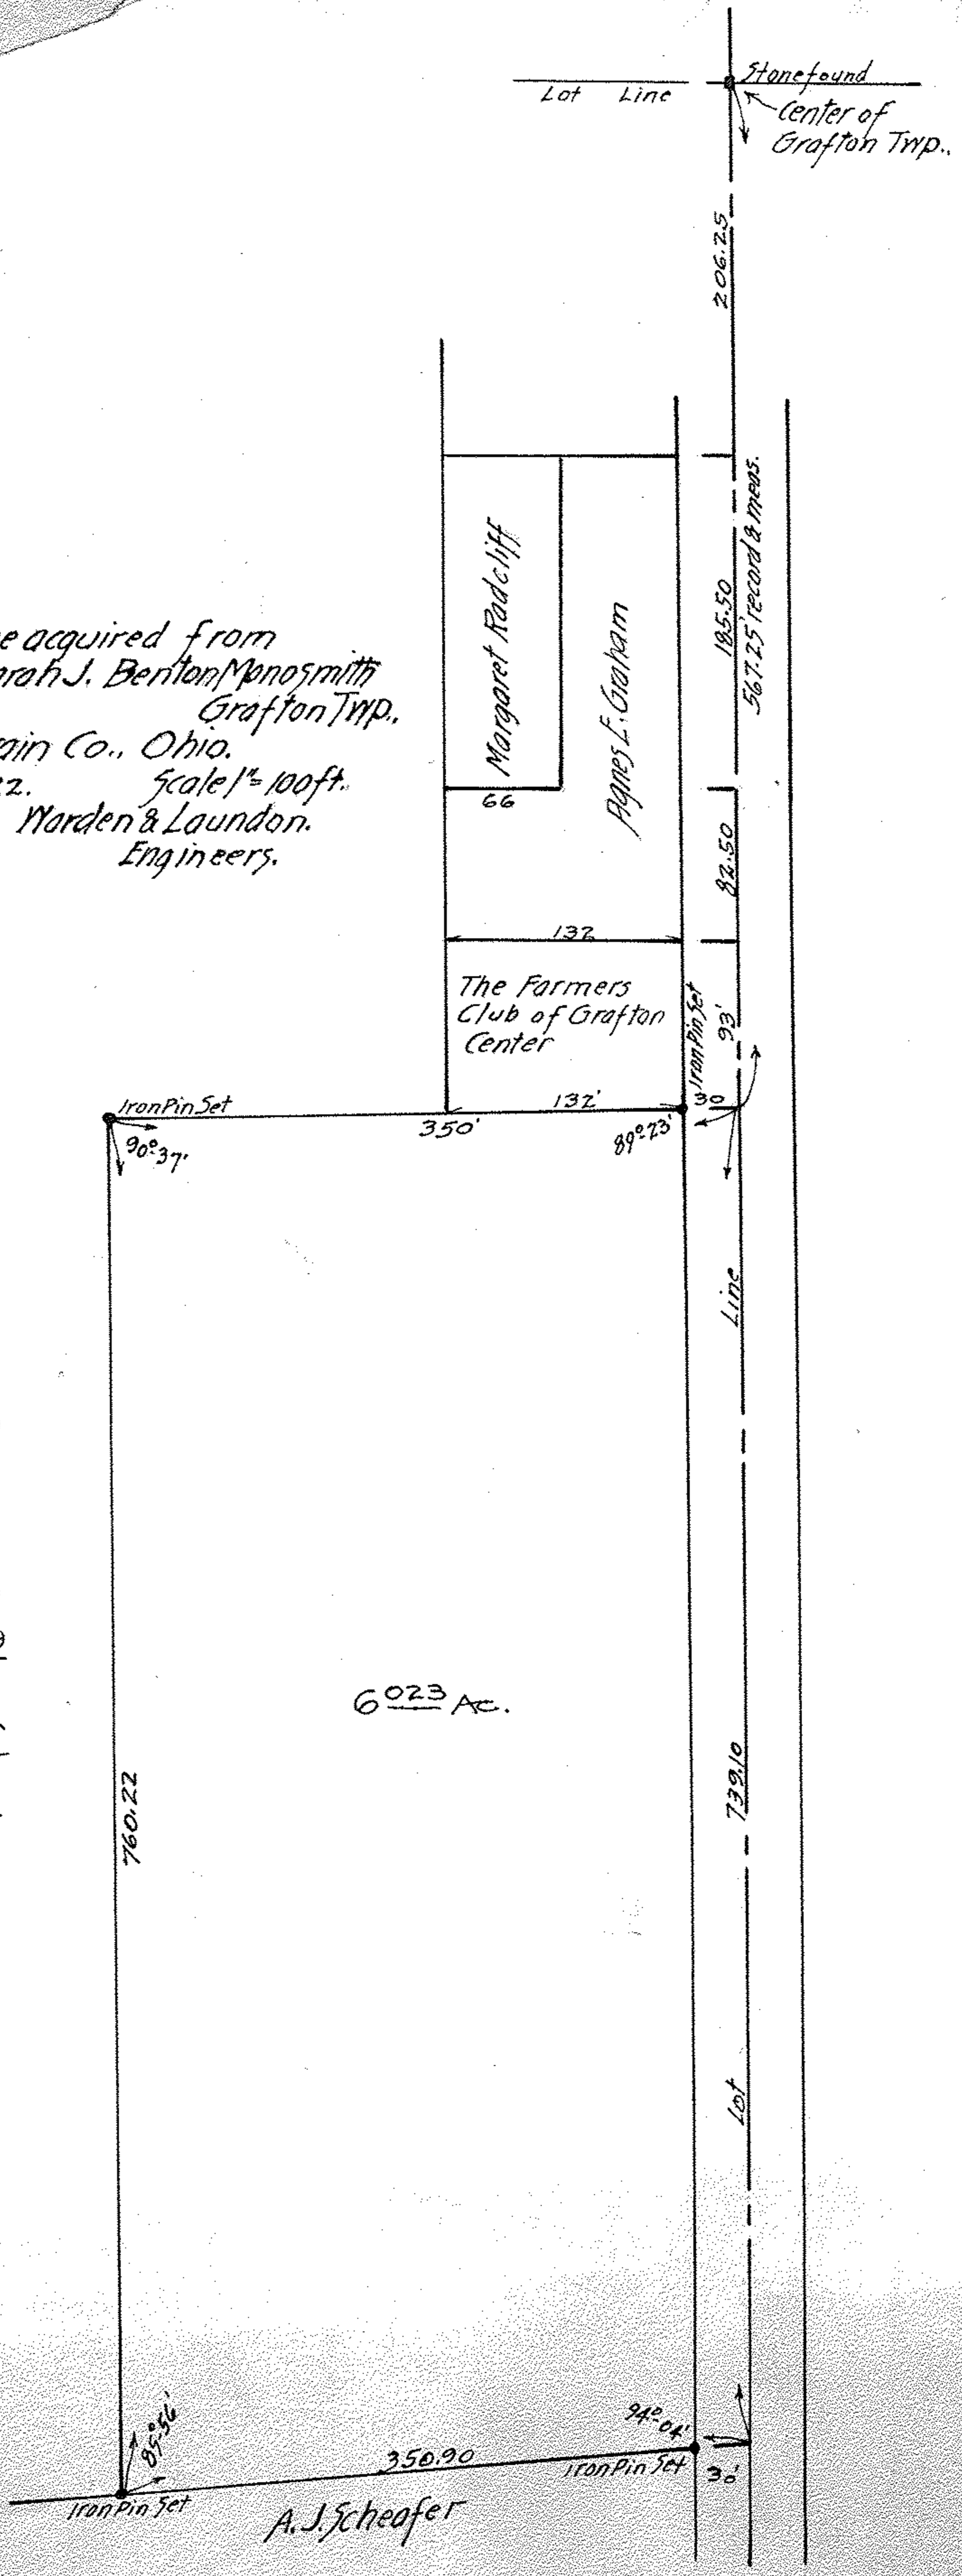 Stone found
Lot Line
Center of
Grafton Twp.
206.25
567.25' record & meas.
185.50
Margaret Radcliff
Agnes E. Graham
66
acquired from
J. Benton Monosmith
Grafton Twp.
Co., Ohio.
Scale 1"=100ft.
Warden & Laundon.
Engineers.
82.50
132
The Farmers
Club of Grafton
Center
Iron Pin Set
93'
Iron Pin Set
132'
30
350'
90°-37'
89°-23'
Line
6 023 Ac.
760.22
739.10
Lot
85°-56'
94°-04'
350.90
Iron Pin Set
30'
Iron Pin Set
A. J. Scheafer